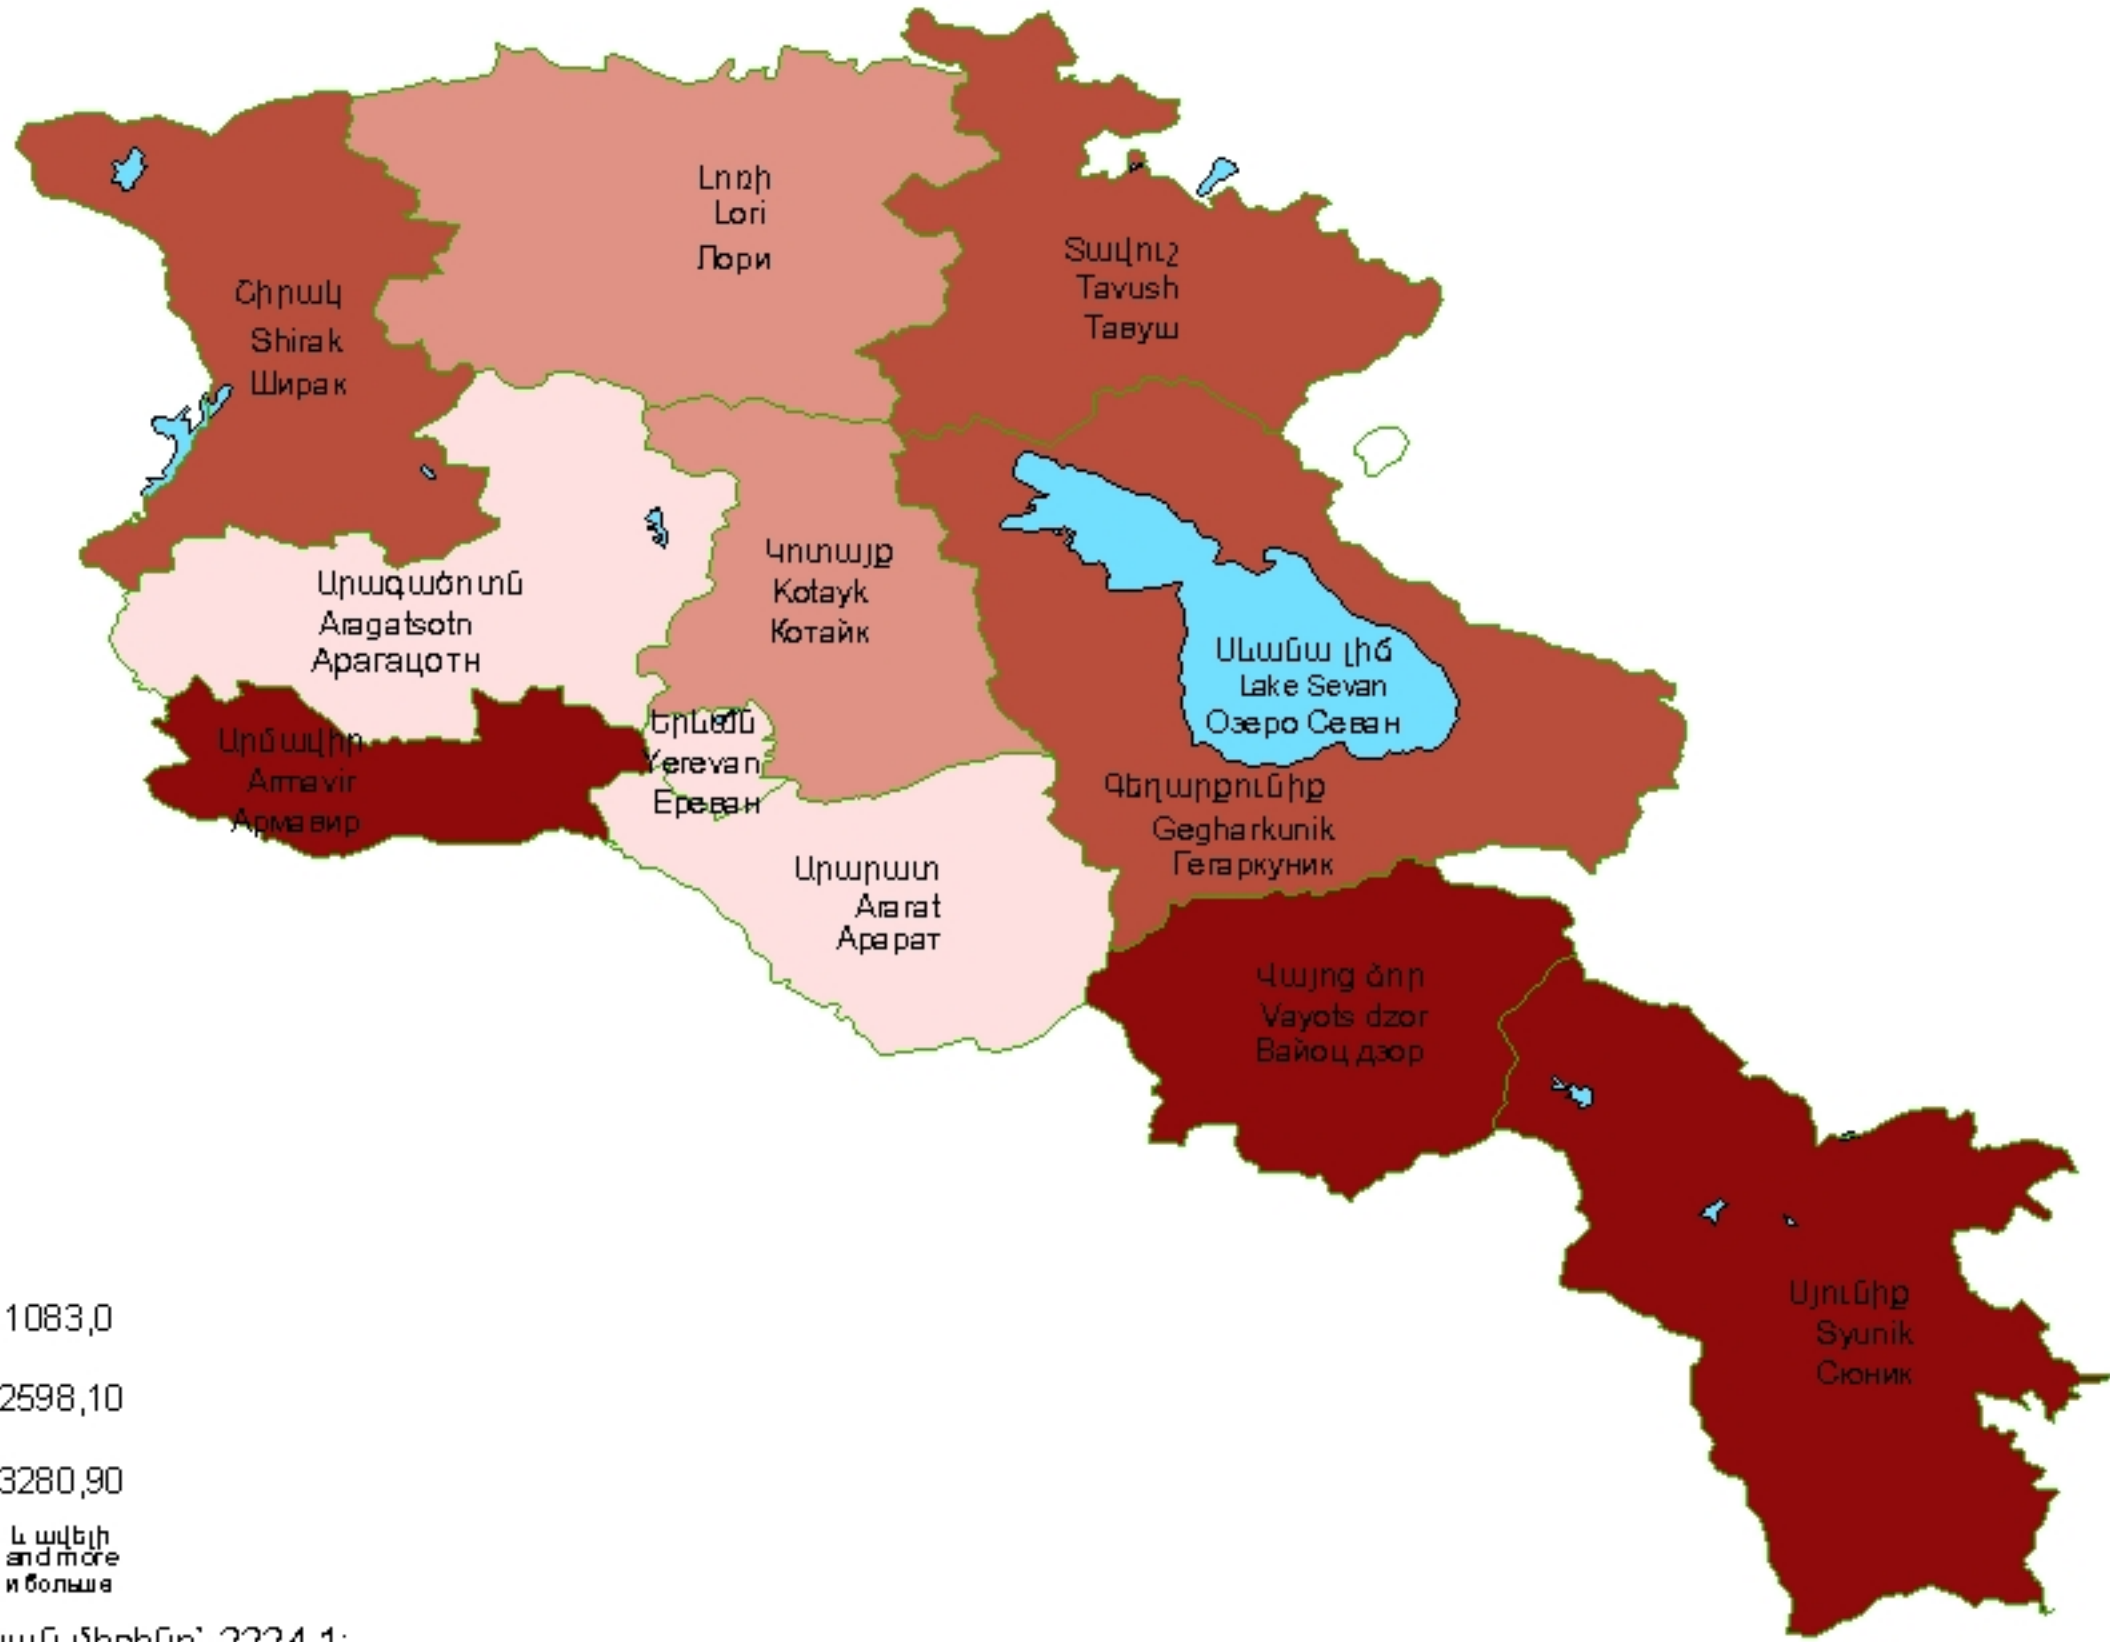 Լոռի
Lori
Лори
Տավուշ
Tavush
Тавуш
Շիրակ
Shirak
Ширак
Կոտայք
Kotayk
Котайк
Արագածոտն
Aragatsotn
Арагацотн
Սևանա լիճ
Lake Sevan
Озеро Севан
Արմավիր
Armavir
Армавир
Երևան
Yerevan
Ереван
Գեղարքունիք
Gegharkunik
Гегаркуник
Արարատ
Ararat
Арарат
Վայոց ձոր
Vayots dzor
Вайоц дзор
Սյունիք
Syunik
Сюник
1083,0
2598,10
3280,90
և ավելի
and more
и больше
2224,1: